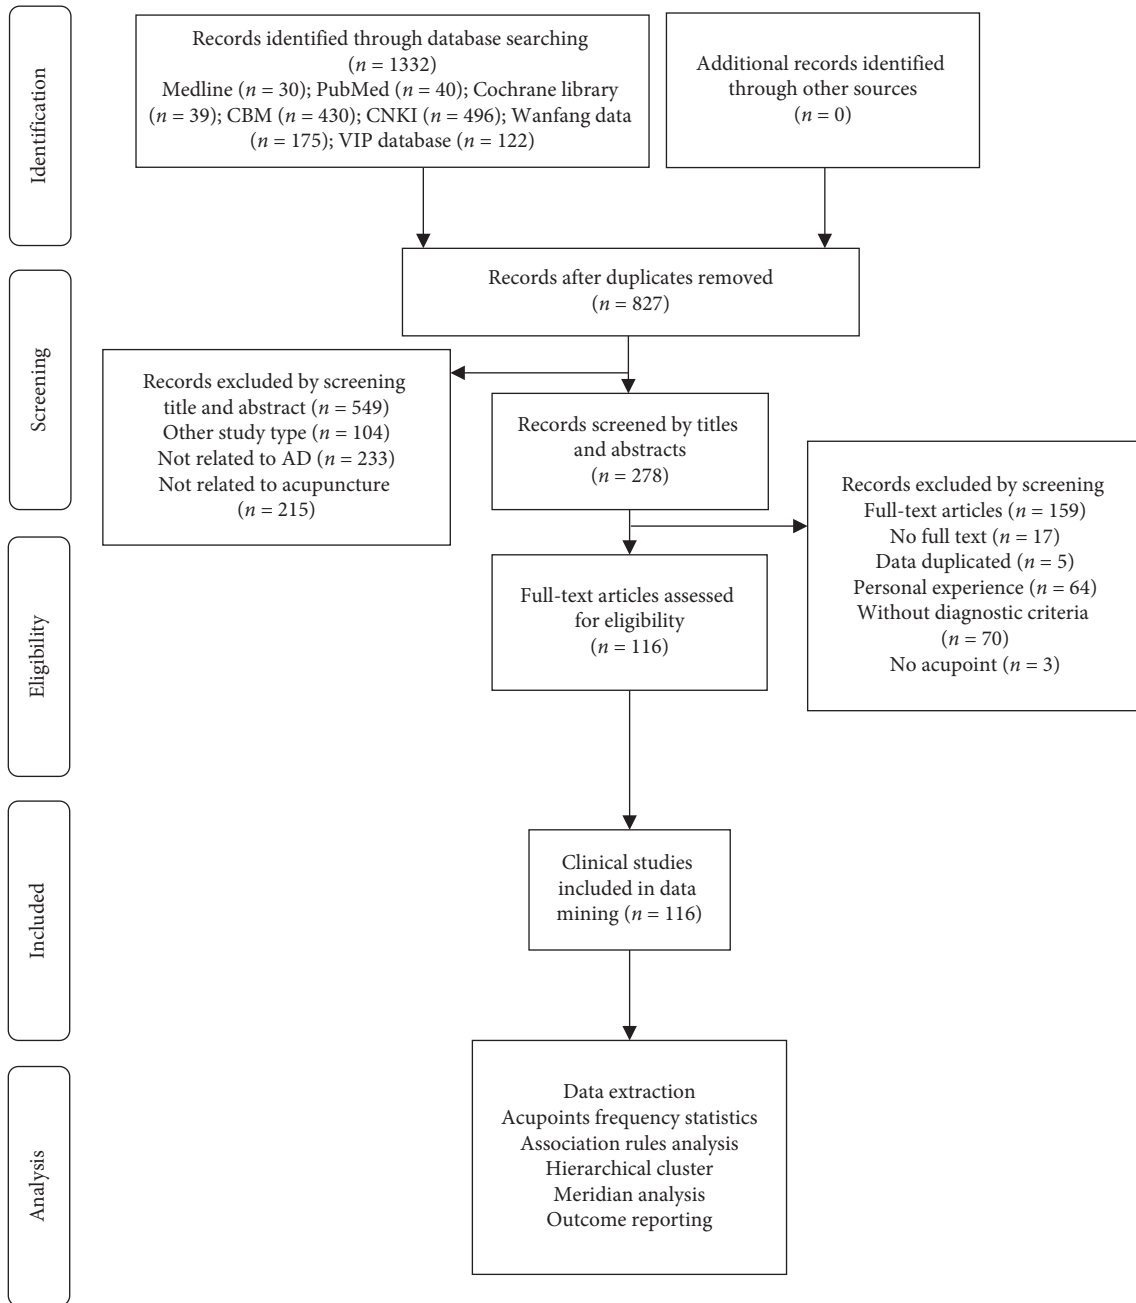 Identification
Records identified through database searching
(n = 1332)
Medline (n = 30); PubMed (n = 40); Cochrane library
(n = 39); CBM (n = 430); CNKI (n = 496); Wanfang data
(n = 175); VIP database (n = 122)
Additional records identified
through other sources
(n = 0)
Records after duplicates removed
(n = 827)
Screening
Records excluded by screening
title and abstract (n = 549)
Other study type (n = 104)
Not related to AD (n = 233)
Not related to acupuncture
(n = 215)
Records screened by titles
and abstracts
(n = 278)
Records excluded by screening
Full-text articles (n = 159)
No full text (n = 17)
Data duplicated (n = 5)
Personal experience (n = 64)
Without diagnostic criteria
(n = 70)
No acupoint (n = 3)
Eligibility
Full-text articles assessed
for eligibility
(n = 116)
Included
Clinical studies
included in data
mining (n = 116)
Analysis
Data extraction
Acupoints frequency statistics
Association rules analysis
Hierarchical cluster
Meridian analysis
Outcome reporting